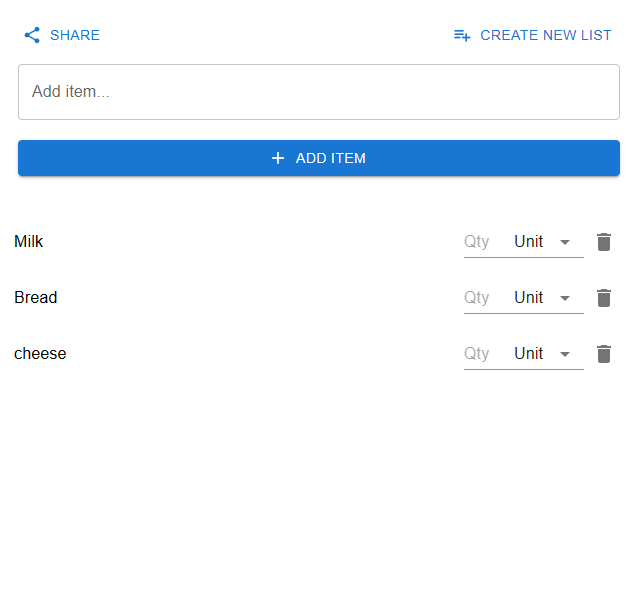 SHARE CREATE NEW LIST
Add item...
ADD ITEM
Milk Qty Unit
Bread Qty Unit
cheese Qty Unit